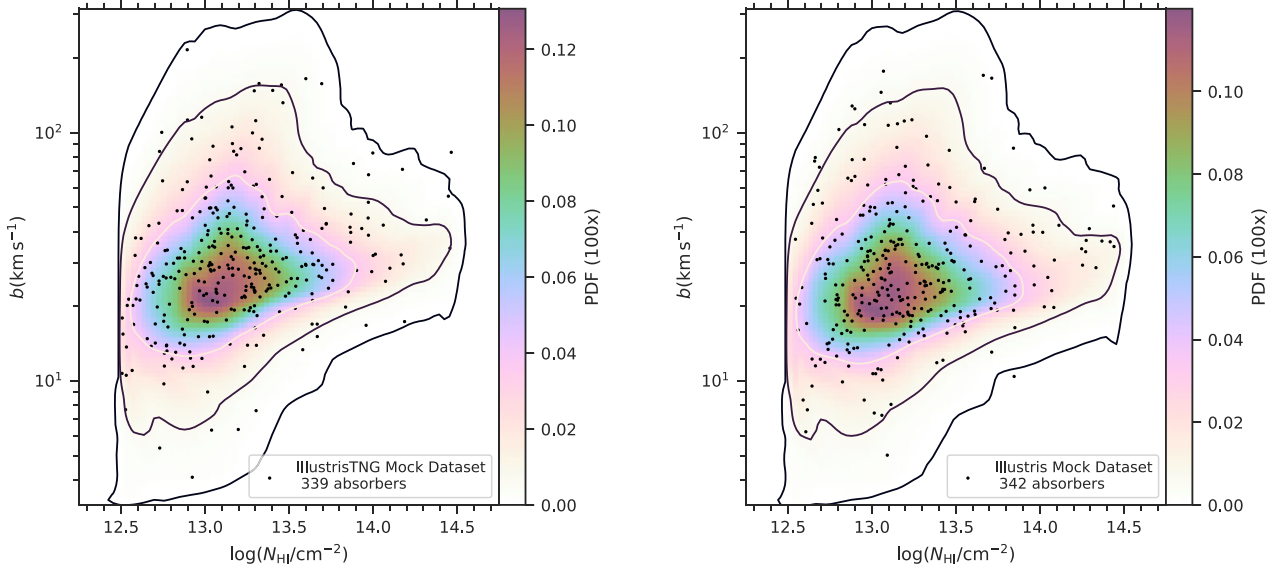 10²
10¹
b(km s⁻¹)
12.5 13.0 13.5 14.0 14.5
log(N_HI/cm⁻²)
IllustrisTNG Mock Dataset
339 absorbers
0.12
0.10
0.08
0.06
0.04
0.02
0.00
PDF (100x)
10²
10¹
b(km s⁻¹)
12.5 13.0 13.5 14.0 14.5
log(N_HI/cm⁻²)
Illustris Mock Dataset
342 absorbers
0.10
0.08
0.06
0.04
0.02
0.00
PDF (100x)